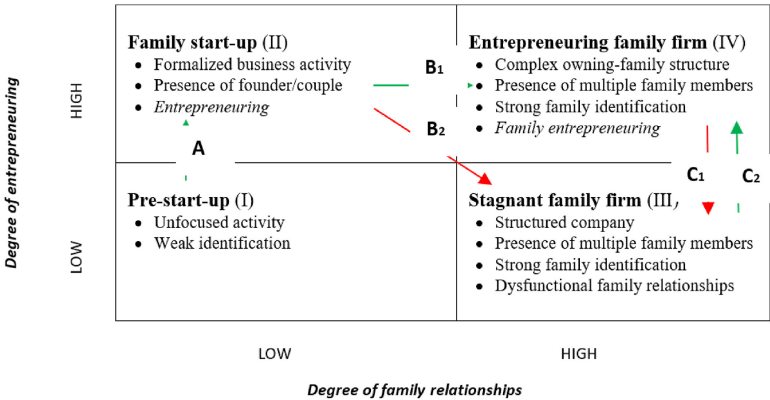 Family start-up (II)
• Formalized business activity
• Presence of founder/couple
• Entrepreneuring
Entrepreneuring family firm (IV)
• Complex owning-family structure
• Presence of multiple family members
• Strong family identification
• Family entrepreneuring
B1
B2
A
C1
C2
Pre-start-up (I)
• Unfocused activity
• Weak identification
Stagnant family firm (III)
• Structured company
• Presence of multiple family members
• Strong family identification
• Dysfunctional family relationships
Degree of entrepreneuring
HIGH
LOW
LOW
HIGH
Degree of family relationships